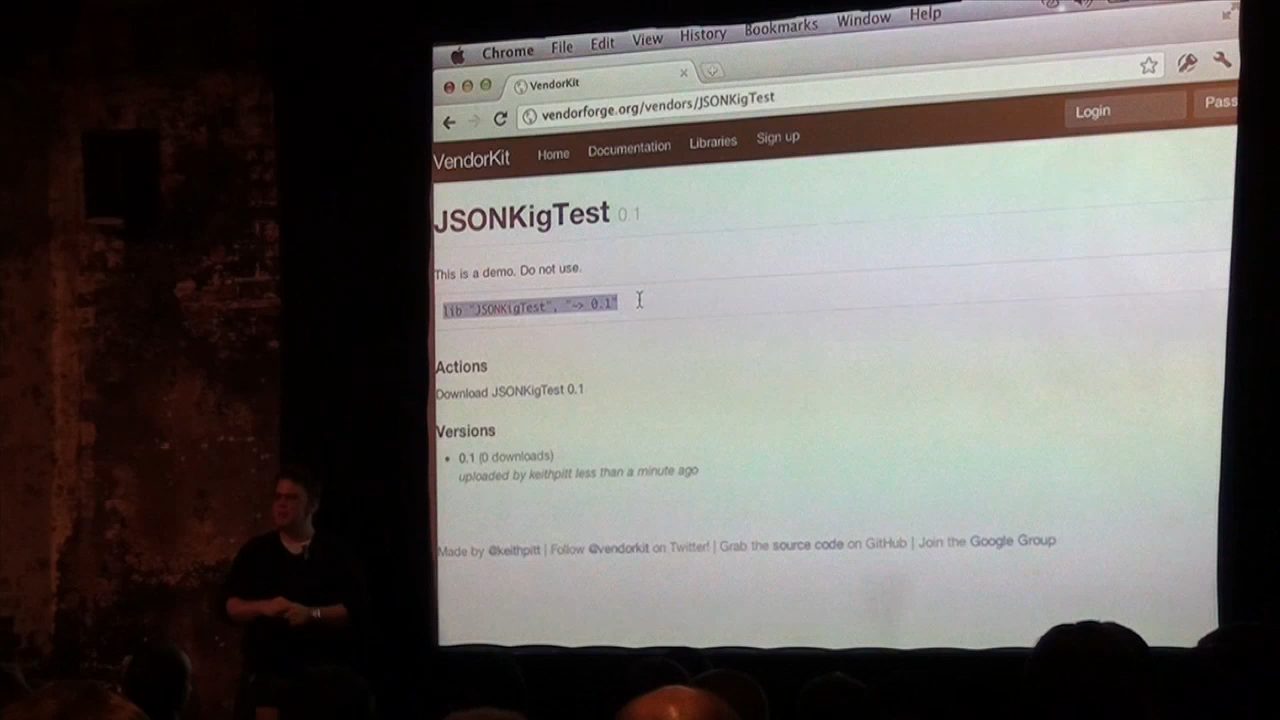 Chrome File Edit View History Bookmarks Window Help
VendorKit
vendorforge.org/vendors/JSONKigTest
VendorKit Home Documentation Libraries Sign up Login Pass
JSONKigTest 0.1
This is a demo. Do not use.
lib "JSONKigTest", "~> 0.1"
Actions
Download JSONKigTest 0.1
Versions
• 0.1 (0 downloads)
uploaded by keithpitt less than a minute ago
Made by @keithpitt | Follow @vendorkit on Twitter! | Grab the source code on GitHub | Join the Google Group